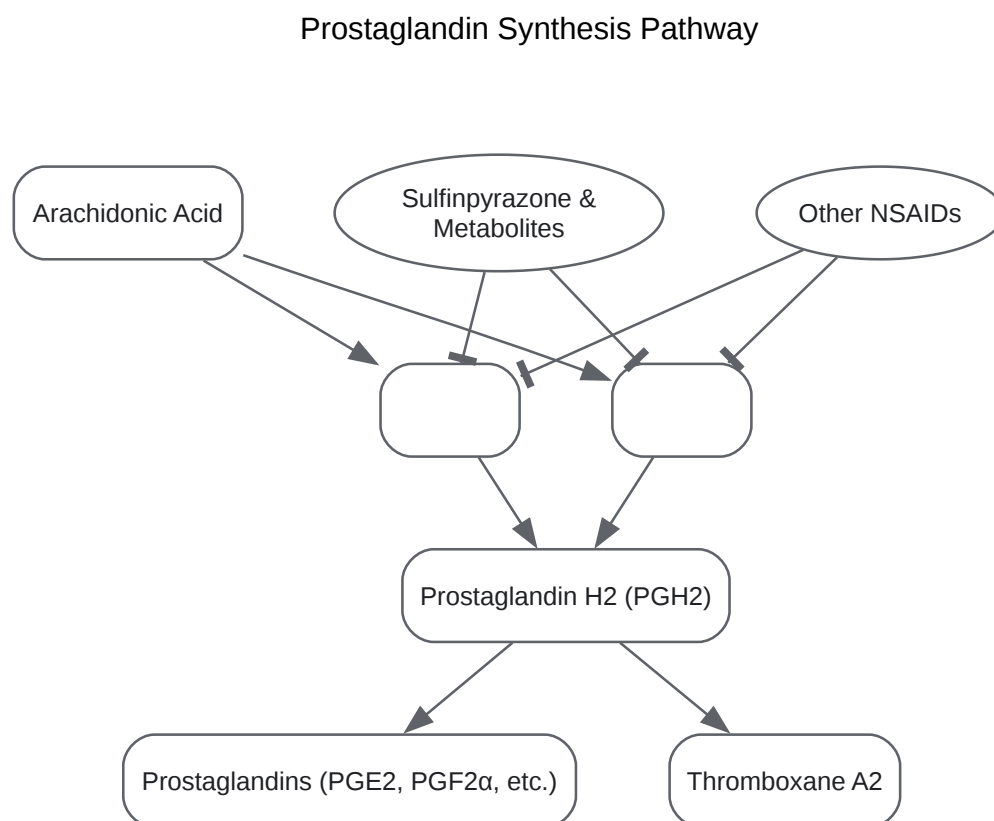 Prostaglandin Synthesis Pathway
Arachidonic Acid
Sulfinpyrazone &
Metabolites
Other NSAIDs
Prostaglandin H2 (PGH2)
Prostaglandins (PGE2, PGF2α, etc.)
Thromboxane A2